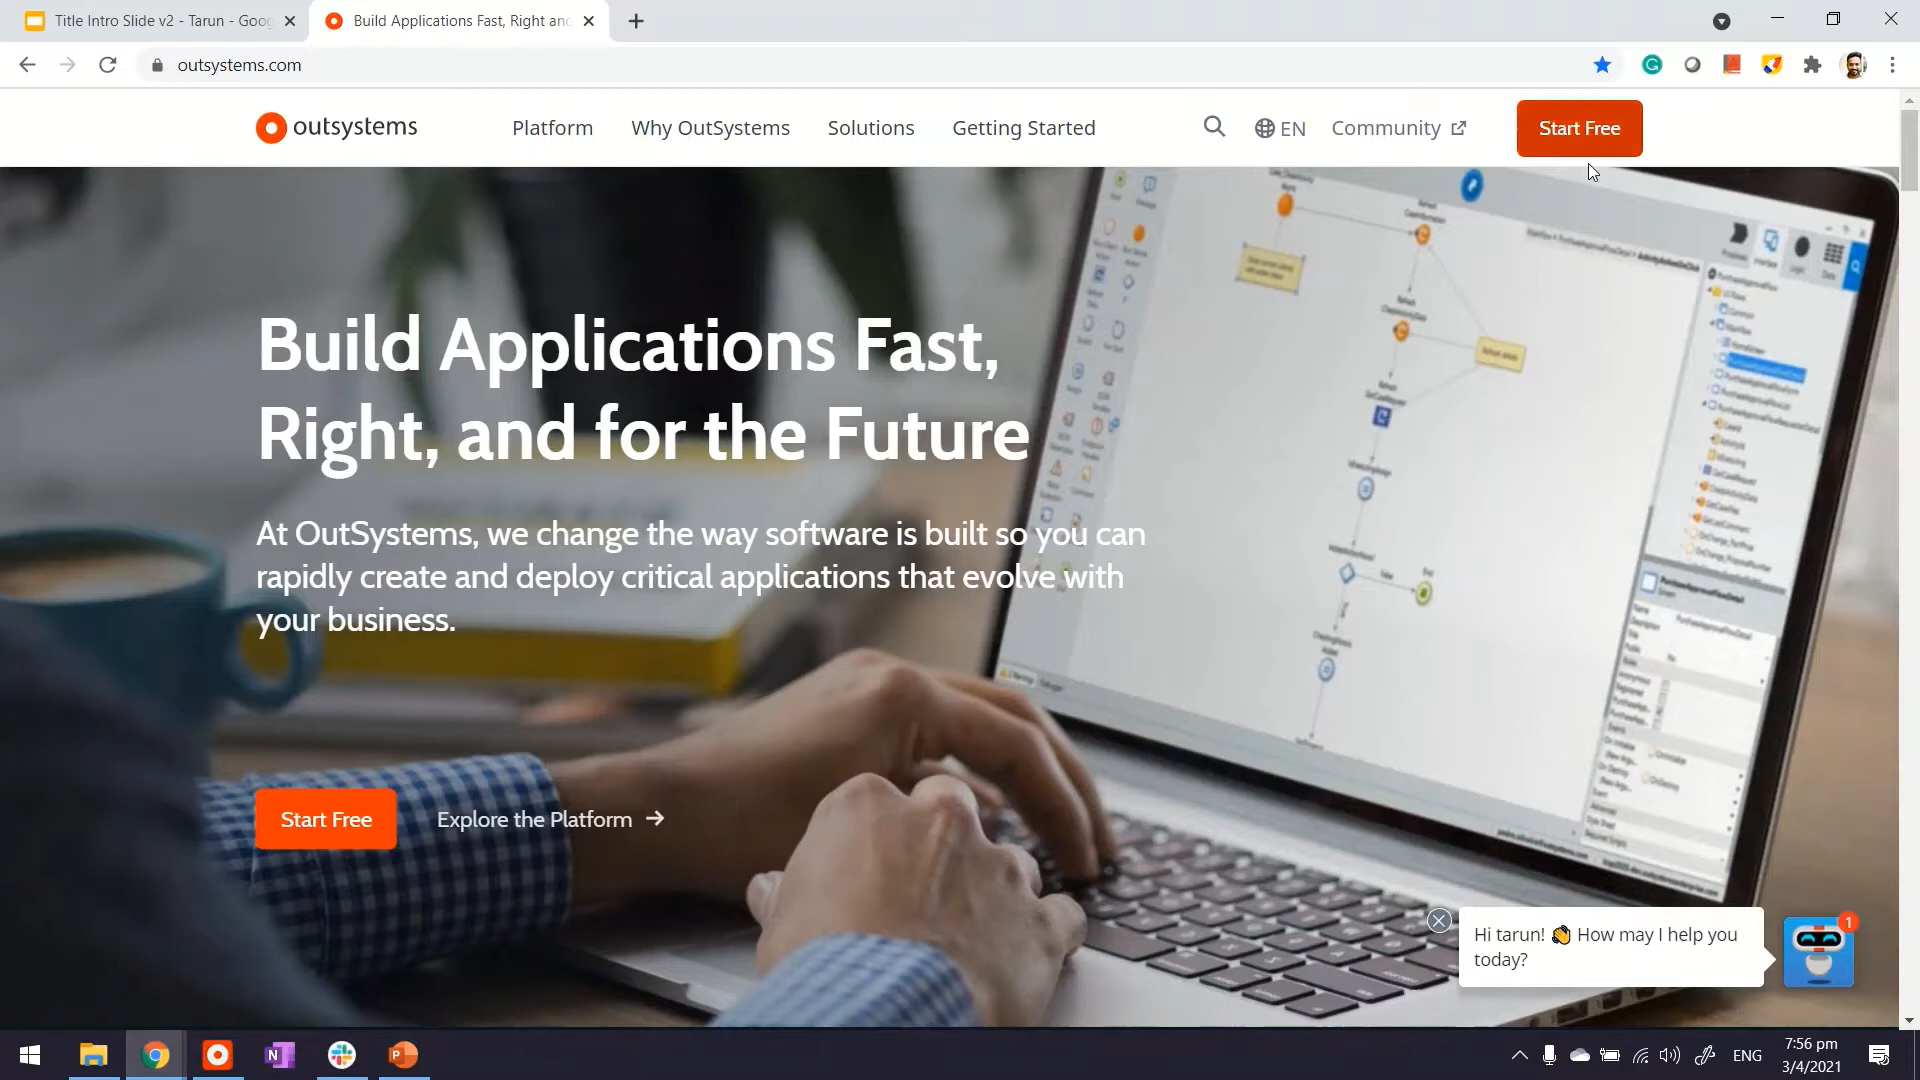 Title Intro Slide v2 - Tarun - Goog
Build Applications Fast, Right and
outsystems.com
outsystems
Platform
Why OutSystems
Solutions
Getting Started
EN
Community
Start Free
Build Applications Fast,
Right, and for the Future
At OutSystems, we change the way software is built so you can
rapidly create and deploy critical applications that evolve with
your business.
Start Free
Explore the Platform
Hi tarun! 👋 How may I help you
today?
1
ENG
7:56 pm
3/4/2021